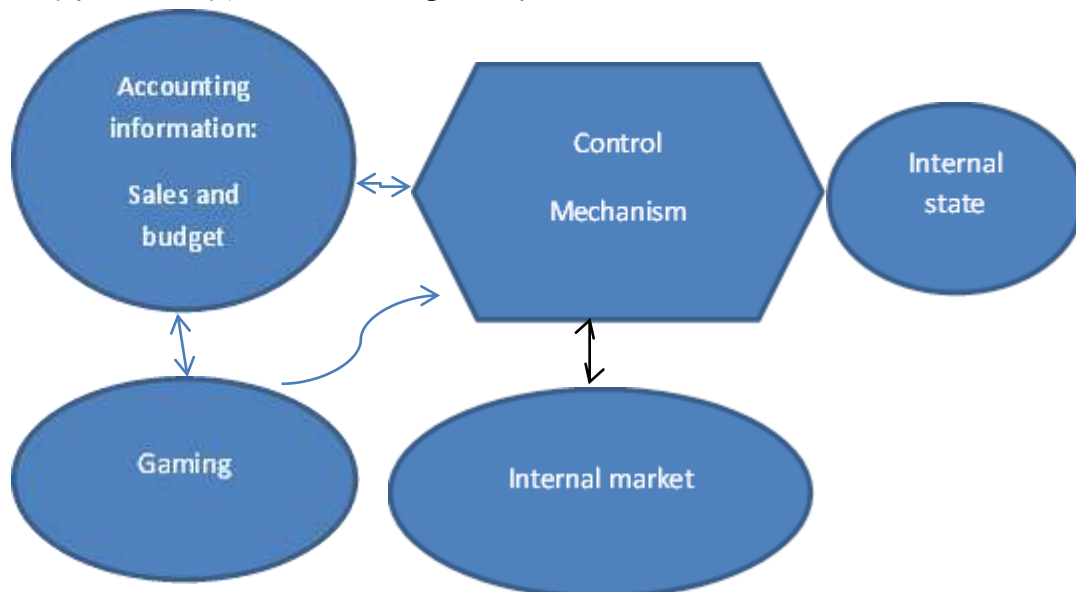 Accounting
information:
Sales and
budget
Control
Mechanism
Internal
state
Gaming
Internal market